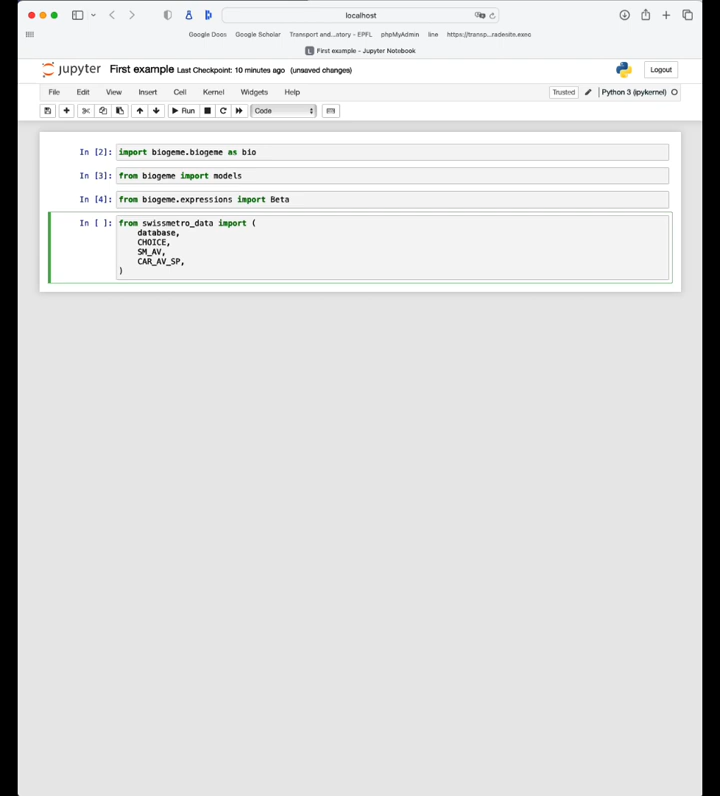 localhost
Google Docs Google Scholar Transport and...atory - EPFL phpMyAdmin line https://transp...radesite.exec
L First example - Jupyter Notebook
jupyter First example Last Checkpoint: 10 minutes ago (unsaved changes) Logout
File Edit View Insert Cell Kernel Widgets Help Trusted Python 3 (ipykernel)
Run Code
In [2]: import biogeme.biogeme as bio
In [3]: from biogeme import models
In [4]: from biogeme.expressions import Beta
In [ ]: from swissmetro_data import (
database,
CHOICE,
SM_AV,
CAR_AV_SP,
)